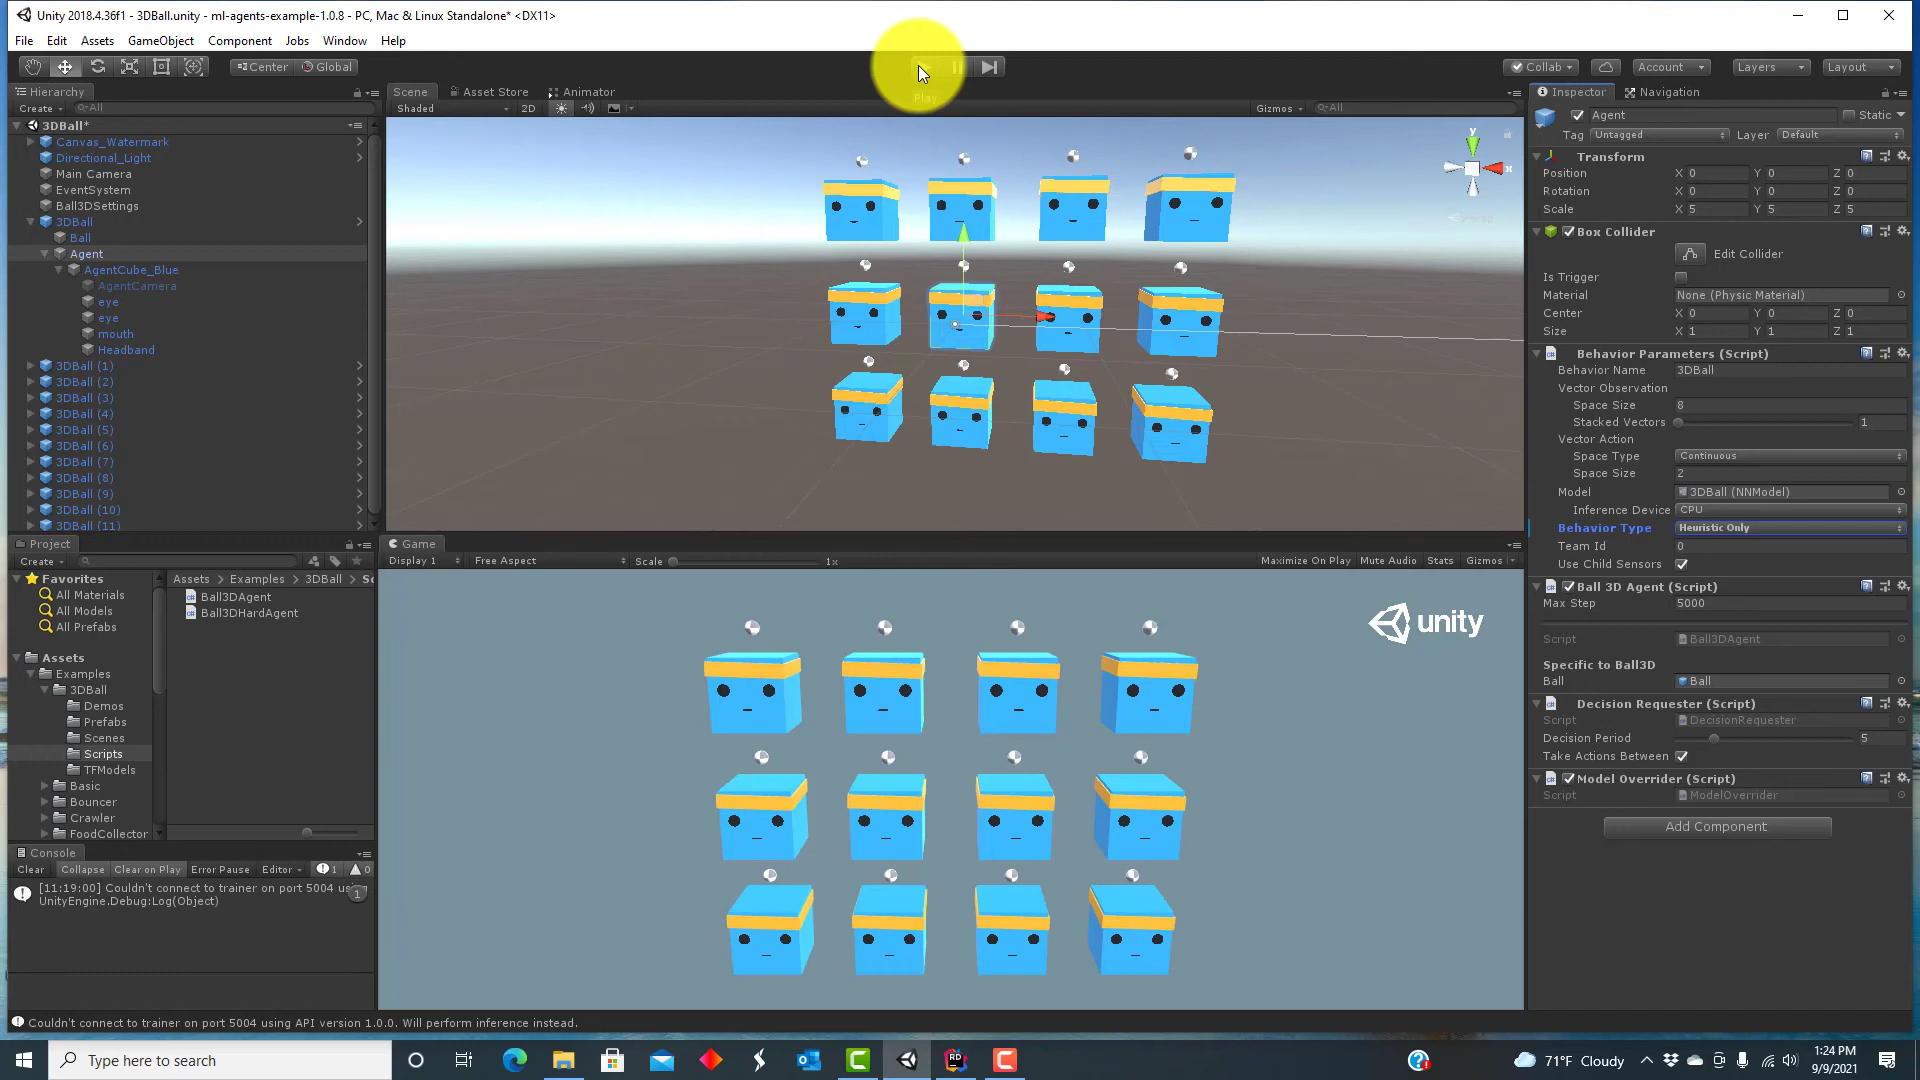 Unity 2018.4.36f1 - 3DBall.unity - ml-agents-example-1.0.8 - PC, Mac & Linux Standalone* <DX11>
File Edit Assets GameObject Component Jobs Window Help
Center Global Collab Account Layers Layout
Play
Hierarchy
Create All
3DBall*
Canvas_Watermark
Directional_Light
Main Camera
EventSystem
Ball3DSettings
3DBall
Ball
Agent
AgentCube_Blue
AgentCamera
eye
eye
mouth
Headband
3DBall (1)
3DBall (2)
3DBall (3)
3DBall (4)
3DBall (5)
3DBall (6)
3DBall (7)
3DBall (8)
3DBall (9)
3DBall (10)
3DBall (11)
Scene Asset Store Animator
Shaded 2D Gizmos All
y
x
Project
Create
Favorites
All Materials
All Models
All Prefabs
Assets
Examples
3DBall
Demos
Prefabs
Scenes
Scripts
TFModels
Basic
Bouncer
Crawler
FoodCollector
Assets > Examples > 3DBall > Sc
Ball3DAgent
Ball3DHardAgent
Game
Display 1 Free Aspect Scale 1x Maximize On Play Mute Audio Stats Gizmos
unity
Console
Clear Collapse Clear on Play Error Pause Editor 1 0
[11:19:00] Couldn't connect to trainer on port 5004 usi
UnityEngine.Debug:Log(Object)
1
Inspector Navigation
Agent Static
Tag Untagged Layer Default
Transform
Position X 0 Y 0 Z 0
Rotation X 0 Y 0 Z 0
Scale X 5 Y 5 Z 5
Box Collider
Edit Collider
Is Trigger
Material None (Physic Material)
Center X 0 Y 0 Z 0
Size X 1 Y 1 Z 1
Behavior Parameters (Script)
Behavior Name 3DBall
Vector Observation
Space Size 8
Stacked Vectors 1
Vector Action
Space Type Continuous
Space Size 2
Model 3DBall (NNModel)
Inference Device CPU
Behavior Type Heuristic Only
Team Id 0
Use Child Sensors
Ball 3D Agent (Script)
Max Step 5000
Script Ball3DAgent
Specific to Ball3D
Ball Ball
Decision Requester (Script)
Script DecisionRequester
Decision Period 5
Take Actions Between
Model Overrider (Script)
Script ModelOverrider
Add Component
Couldn't connect to trainer on port 5004 using API version 1.0.0. Will perform inference instead.
Type here to search
71°F Cloudy
1:24 PM
9/9/2021